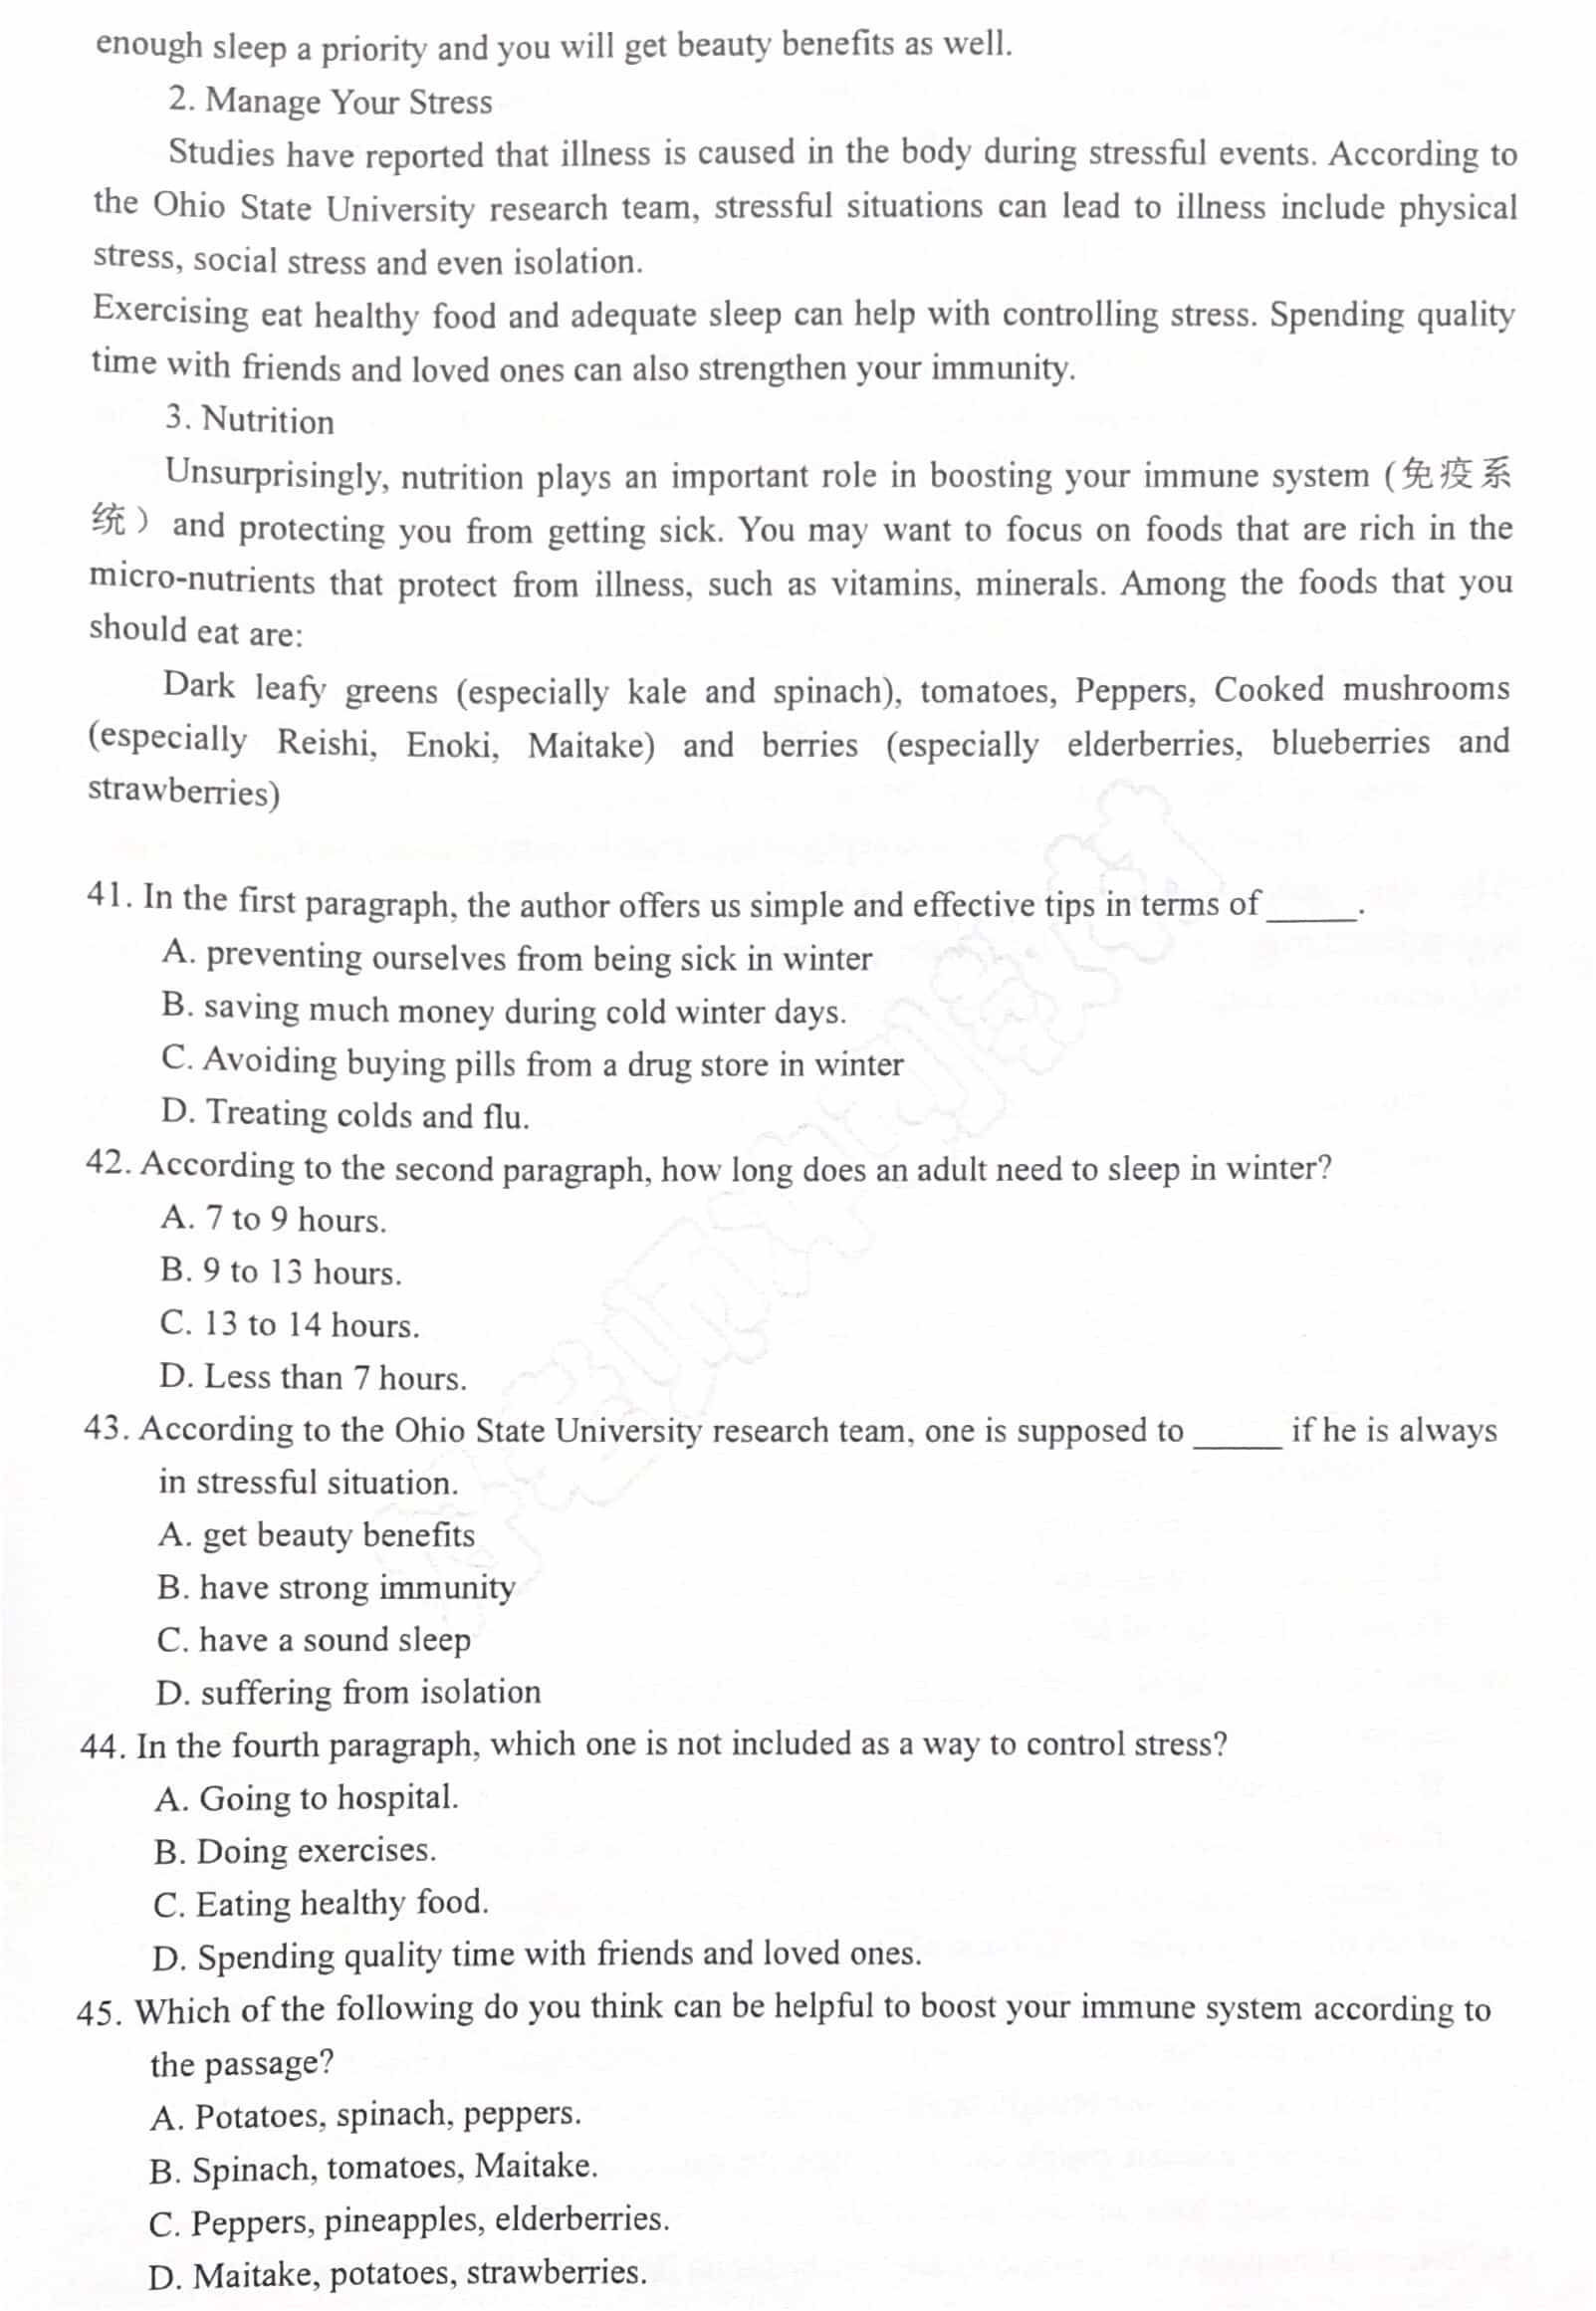 enough sleep a priority and you will get beauty benefits as well.
2. Manage Your Stress
Studies have reported that illness is caused in the body during stressful events. According to
the Ohio State University research team, stressful situations can lead to illness include physical
stress, social stress and even isolation.
Exercising eat healthy food and adequate sleep can help with controlling stress. Spending quality
time with friends and loved ones can also strengthen your immunity.
3. Nutrition
Unsurprisingly, nutrition plays an important role in boosting your immune system (免疫系
统) and protecting you from getting sick. You may want to focus on foods that are rich in the
micro-nutrients that protect from illness, such as vitamins, minerals. Among the foods that you
should eat are:
Dark leafy greens (especially kale and spinach), tomatoes, Peppers, Cooked mushrooms
(especially Reishi, Enoki, Maitake) and berries (especially elderberries, blueberries and
strawberries)
41. In the first paragraph, the author offers us simple and effective tips in terms of _____.
A. preventing ourselves from being sick in winter
B. saving much money during cold winter days.
C. Avoiding buying pills from a drug store in winter
D. Treating colds and flu.
42. According to the second paragraph, how long does an adult need to sleep in winter?
A. 7 to 9 hours.
B. 9 to 13 hours.
C. 13 to 14 hours.
D. Less than 7 hours.
43. According to the Ohio State University research team, one is supposed to _____ if he is always
in stressful situation.
A. get beauty benefits
B. have strong immunity
C. have a sound sleep
D. suffering from isolation
44. In the fourth paragraph, which one is not included as a way to control stress?
A. Going to hospital.
B. Doing exercises.
C. Eating healthy food.
D. Spending quality time with friends and loved ones.
45. Which of the following do you think can be helpful to boost your immune system according to
the passage?
A. Potatoes, spinach, peppers.
B. Spinach, tomatoes, Maitake.
C. Peppers, pineapples, elderberries.
D. Maitake, potatoes, strawberries.